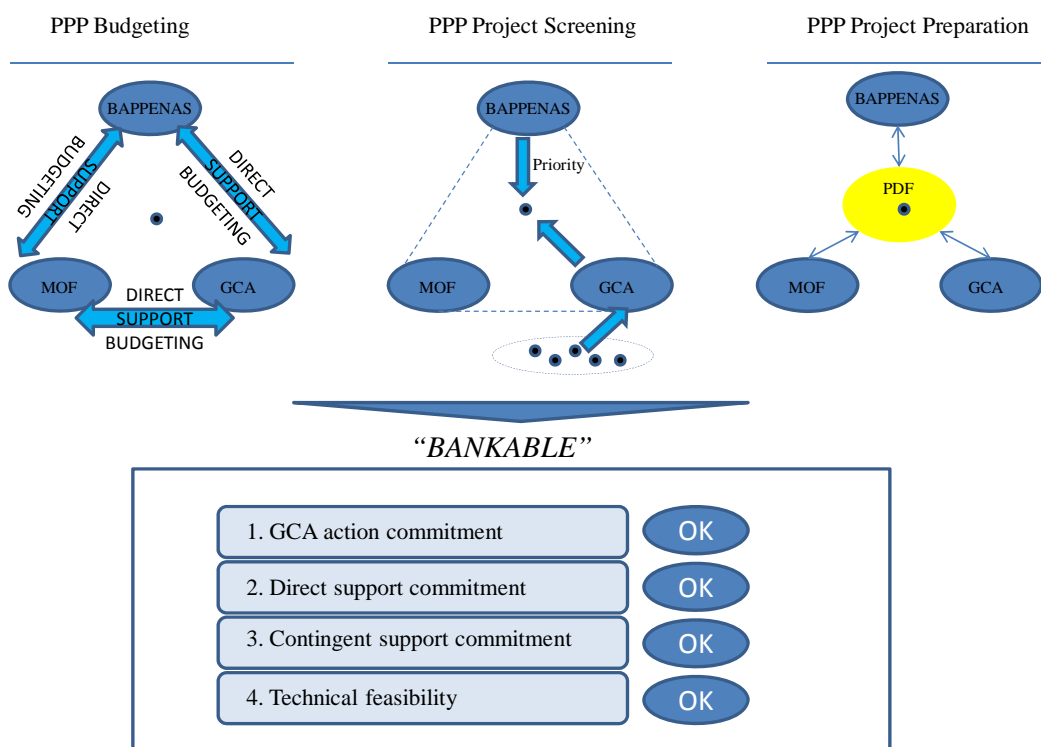 PPP Budgeting
PPP Project Screening
PPP Project Preparation
BAPPENAS
DIRECT
SUPPORT
BUDGETING
DIRECT
SUPPORT
BUDGETING
MOF
GCA
DIRECT
SUPPORT
BUDGETING
BAPPENAS
Priority
MOF
GCA
BAPPENAS
PDF
MOF
GCA
“BANKABLE”
1. GCA action commitment OK
2. Direct support commitment OK
3. Contingent support commitment OK
4. Technical feasibility OK